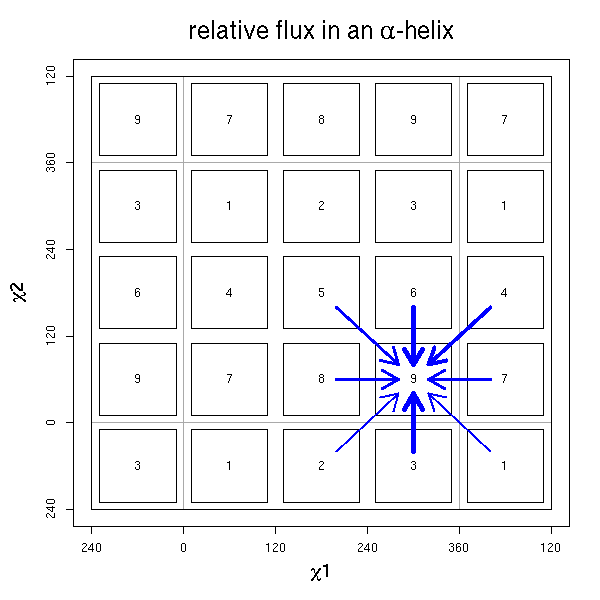 relative flux in an α-helix
120
9 7 8 9 7
360
3 1 2 3 1
240
6 4 5 6 4
χ2
120
9 7 8 9 7
0
3 1 2 3 1
240
240 0 120 240 360 120
χ1